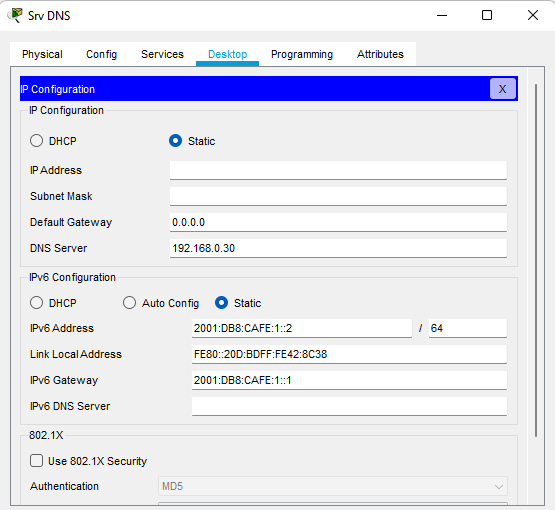 Srv DNS
Physical Config Services Desktop Programming Attributes
IP Configuration X
IP Configuration
DHCP Static
IP Address
Subnet Mask
Default Gateway 0.0.0.0
DNS Server 192.168.0.30
IPv6 Configuration
DHCP Auto Config Static
IPv6 Address 2001:DB8:CAFE:1::2 / 64
Link Local Address FE80::20D:BDFF:FE42:8C38
IPv6 Gateway 2001:DB8:CAFE:1::1
IPv6 DNS Server
802.1X
Use 802.1X Security
Authentication MD5